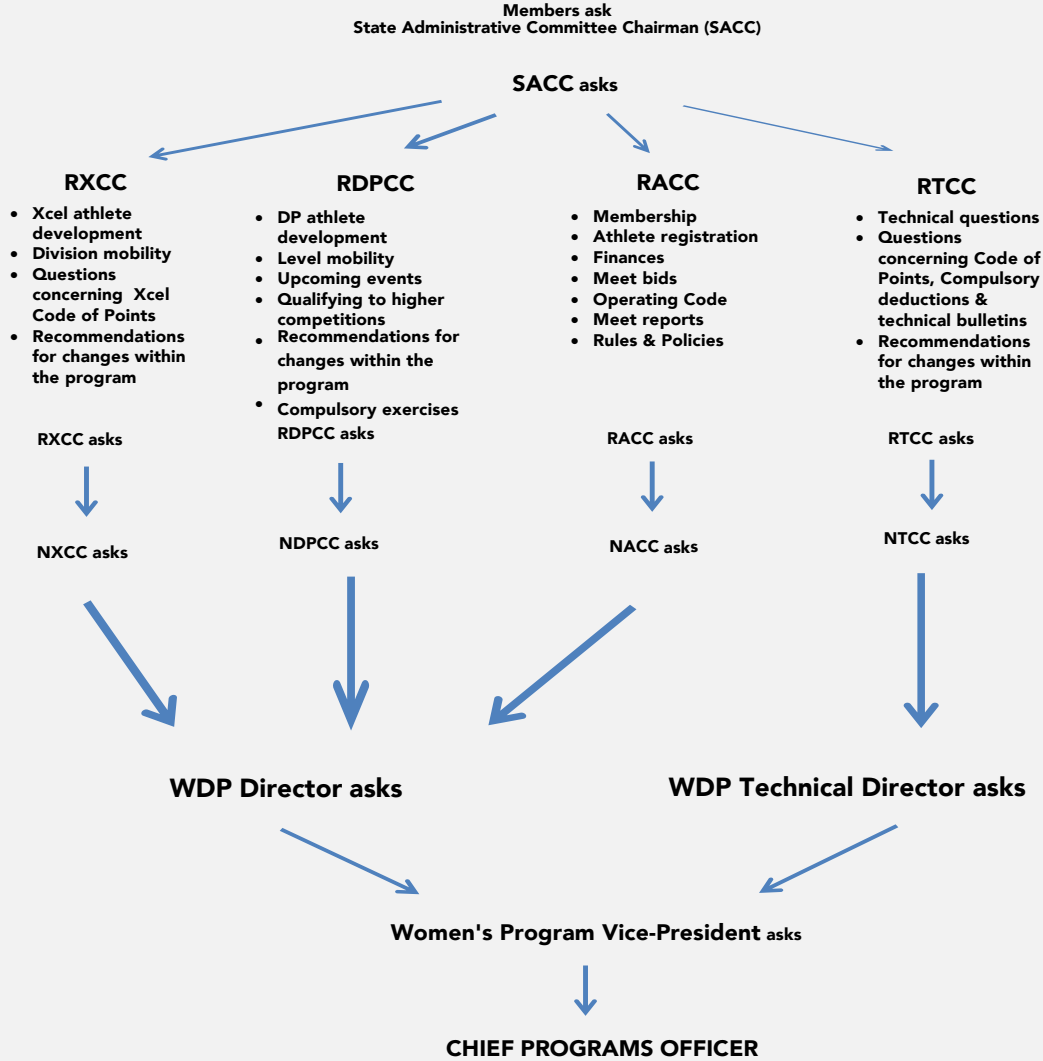 Members ask
State Administrative Committee Chairman (SACC)
SACC asks
RXCC
• Xcel athlete
development
• Division mobility
• Questions
concerning Xcel
Code of Points
• Recommendations
for changes within
the program
RDPCC
• DP athlete
development
• Level mobility
• Upcoming events
• Qualifying to higher
competitions
• Recommendations for
changes within the
program
• Compulsory exercises
RACC
• Membership
• Athlete registration
• Finances
• Meet bids
• Operating Code
• Meet reports
• Rules & Policies
RTCC
• Technical questions
• Questions
concerning Code of
Points, Compulsory
deductions &
technical bulletins
• Recommendations
for changes within
the program
RXCC asks
RDPCC asks
RACC asks
RTCC asks
NXCC asks
NDPCC asks
NACC asks
NTCC asks
WDP Director asks
WDP Technical Director asks
Women's Program Vice-President asks
CHIEF PROGRAMS OFFICER